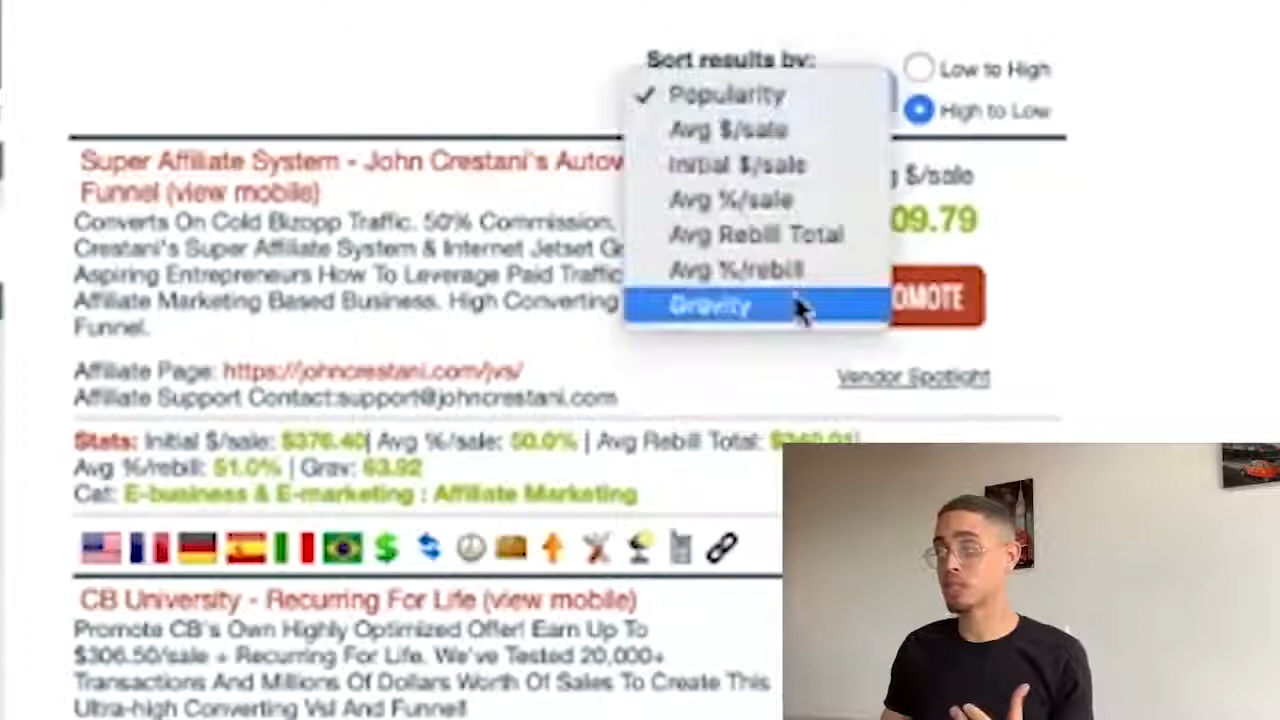 Sort results by:
Low to High
✓ Popularity
High to Low
Avg $/sale
Initial $/sale
Avg %/sale
Avg Rebill Total
Avg %/rebill
Gravity
Super Affiliate System - John Crestani's
Funnel (view mobile)
$/sale
Converts On Cold Bizopp Traffic. 50% Commission.
09.79
Crestani's Super Affiliate System & Internet Jetset
Aspiring Entrepreneurs How To Leverage Paid Traffic
Affiliate Marketing Based Business. High Converting
OMOTE
Funnel.
Affiliate Page: https://johncrestani.com/jvs/
Vendor Spotlight
Affiliate Support Contact:support@johncrestani.com
Stats: Initial $/sale: $376.40| Avg %/sale: 50.0% | Avg Rebill Total:
Avg %/rebill: 51.0% | Grav: 63.92
Cat: E-business & E-marketing : Affiliate Marketing
CB University - Recurring For Life (view mobile)
Promote CB's Own Highly Optimized Offer! Earn Up To
$306.50/sale + Recurring For Life. We've Tested 20,000+
Transactions And Millions Of Dollars Worth Of Sales To Create This
Ultra-high Converting Vsl And Funnel!